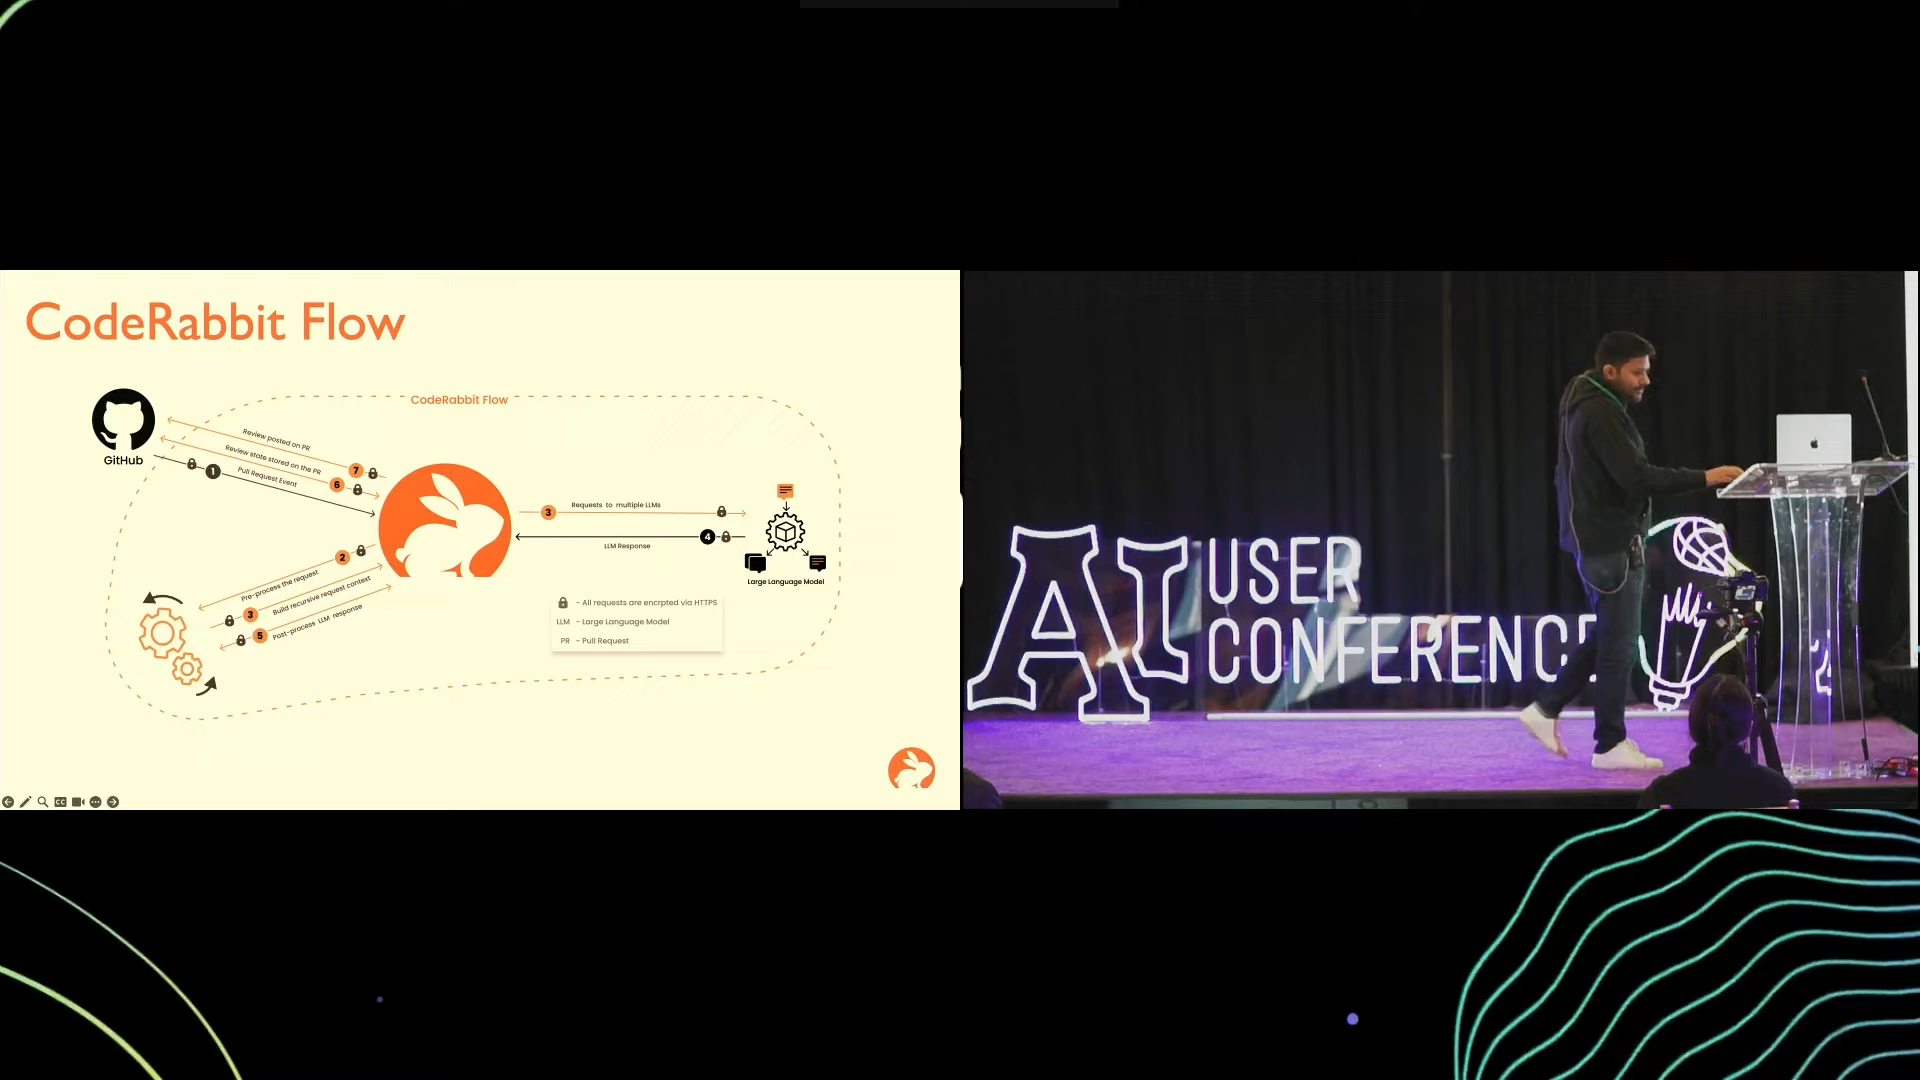 CodeRabbit Flow
CodeRabbit Flow
GitHub
Review posted on PR
7
Review state stored on the PR
6
1
Pull Request Event
3
Requests to multiple LLMs
4
LLM Response
Large Language Model
2
Pre-process the request
3
Build recursive request context
5
Post-process LLM response
- All requests are encrpted via HTTPS
LLM - Large Language Model
PR - Pull Request
CC
AI USER
CONFERENCE